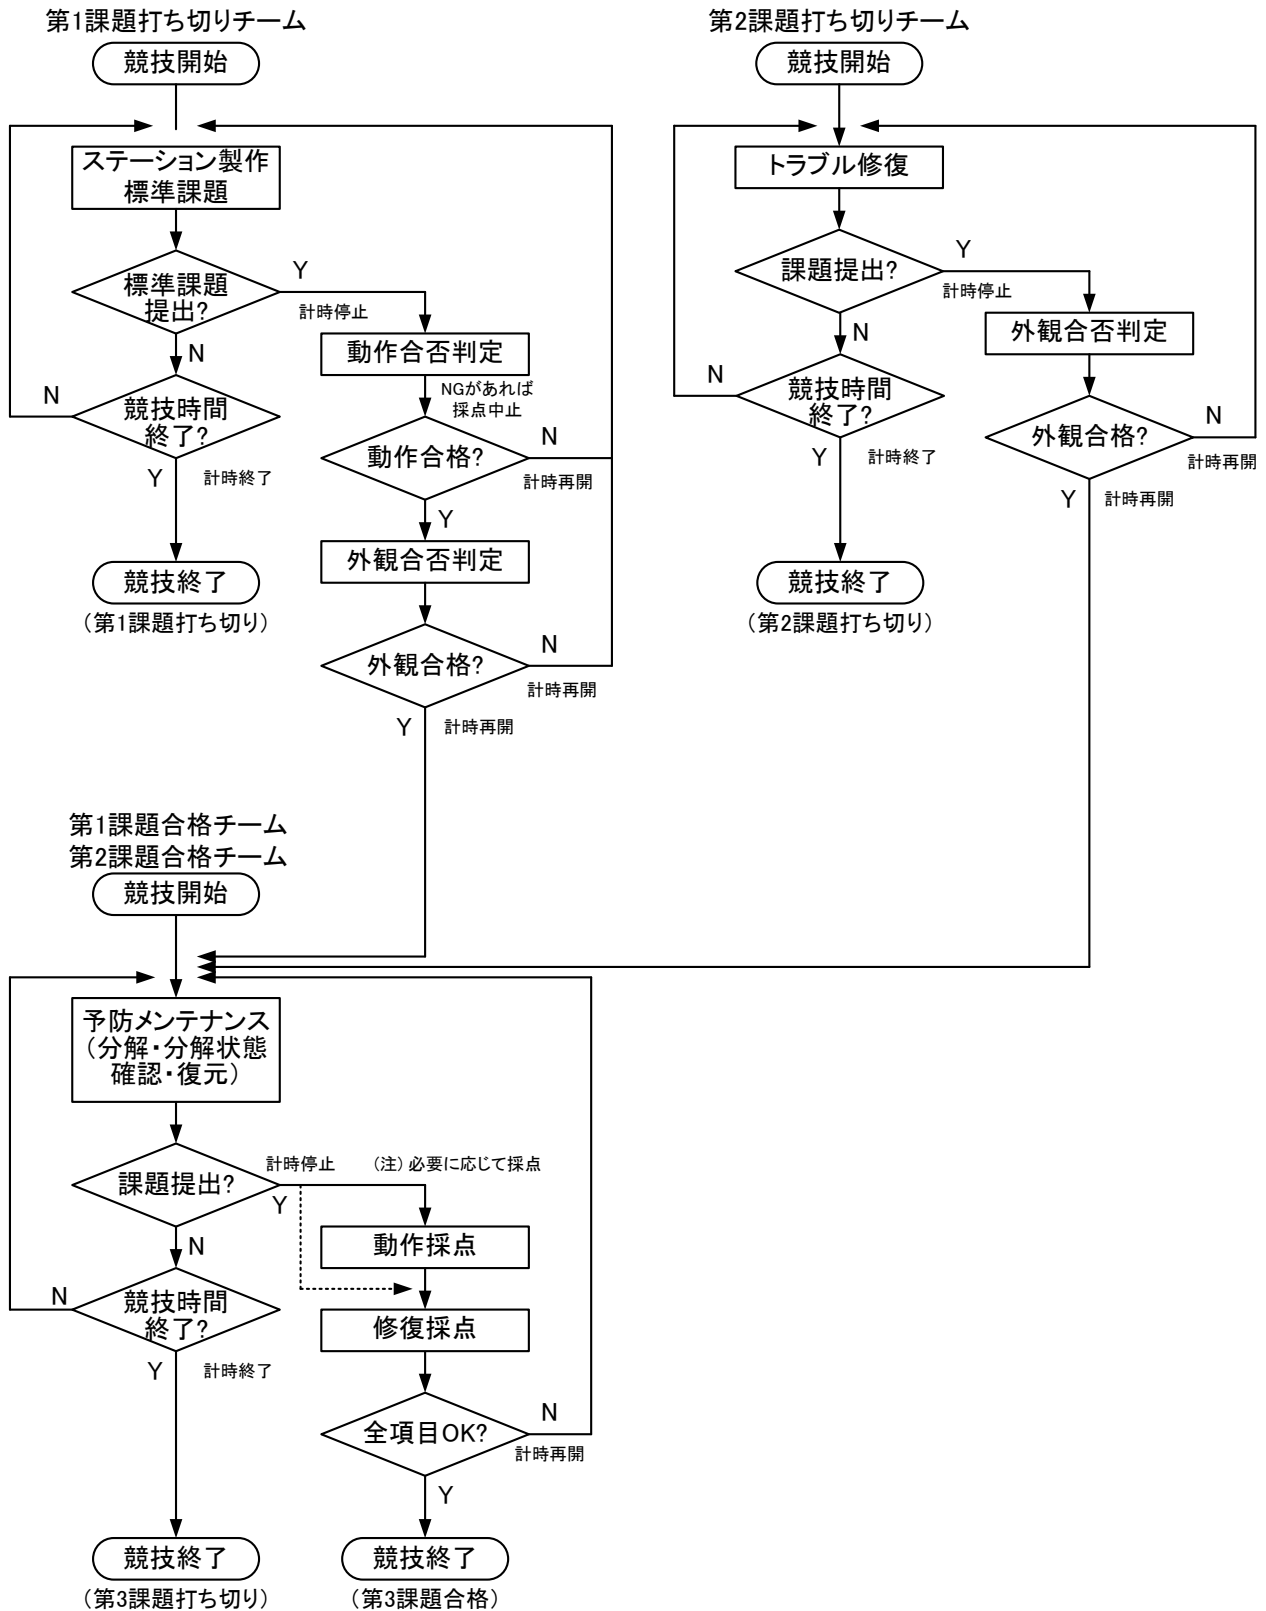 第1課題打ち切りチーム
競技開始
ステーション製作
標準課題
標準課題
提出?
Y
計時停止
N
動作合否判定
NGがあれば
採点中止
競技時間
終了?
N
Y
計時終了
動作合格?
N
計時再開
Y
外観合否判定
競技終了
（第1課題打ち切り）
外観合格?
N
計時再開
Y
計時再開
第2課題打ち切りチーム
競技開始
トラブル修復
課題提出?
Y
計時停止
N
外観合否判定
競技時間
終了?
N
Y
計時終了
外観合格?
N
計時再開
Y
計時再開
競技終了
（第2課題打ち切り）
第1課題合格チーム
第2課題合格チーム
競技開始
予防メンテナンス
（分解・分解状態
確認・復元）
課題提出?
計時停止
（注）必要に応じて採点
Y
N
動作採点
競技時間
終了?
N
修復採点
Y
計時終了
全項目OK?
N
計時再開
Y
競技終了
（第3課題打ち切り）
競技終了
（第3課題合格）